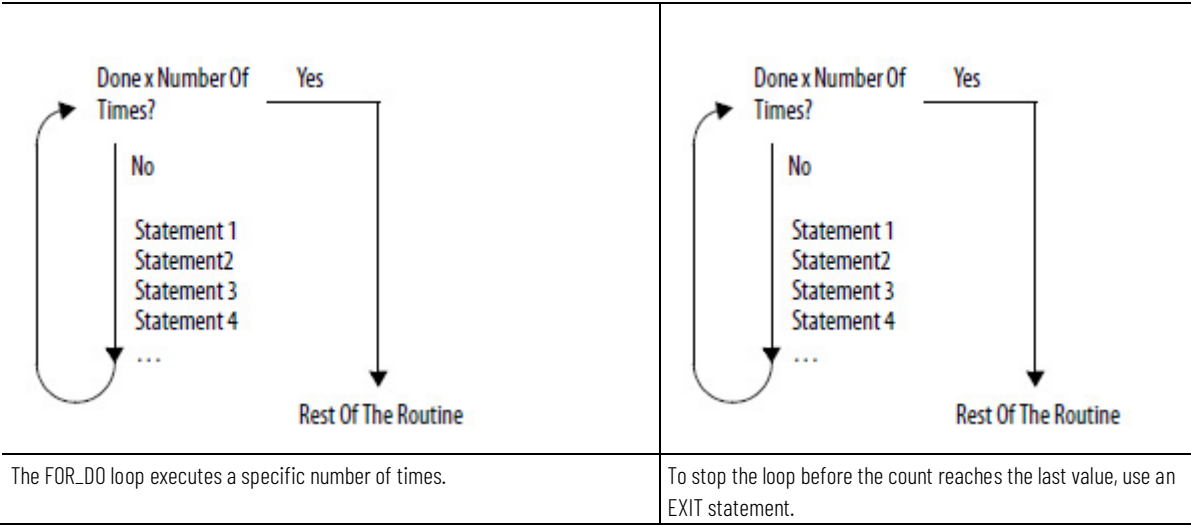 Done x Number Of Yes
Times?
No
Statement 1
Statement2
Statement 3
Statement 4
...
Rest Of The Routine
The FOR_DO loop executes a specific number of times.
Done x Number Of Yes
Times?
No
Statement 1
Statement2
Statement 3
Statement 4
...
Rest Of The Routine
To stop the loop before the count reaches the last value, use an
EXIT statement.